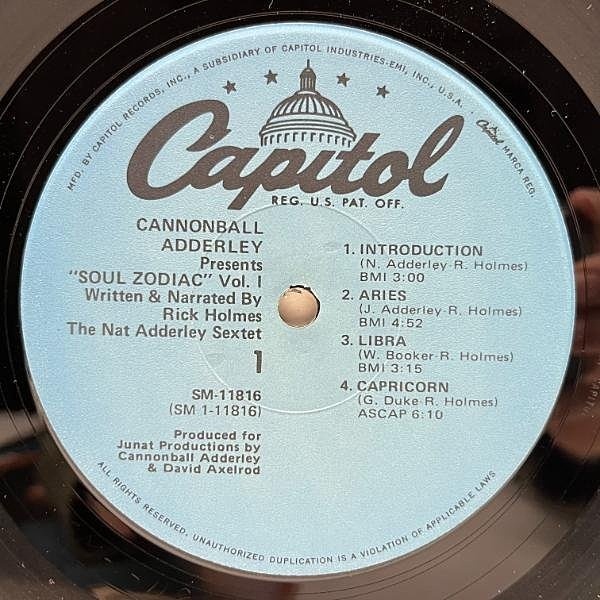 MFD. BY CAPITOL RECORDS, INC., A SUBSIDIARY OF CAPITOL INDUSTRIES-EMI, INC., U.S.A. · Capitol MARCA REG.
Capitol
REG. U.S. PAT. OFF.
CANNONBALL
ADDERLEY
Presents
"SOUL ZODIAC" Vol. I
Written & Narrated By
Rick Holmes
The Nat Adderley Sextet
1
SM-11816
(SM 1-11816)
Produced for
Junat Productions by
Cannonball Adderley
& David Axelrod
1. INTRODUCTION
(N. Adderley-R. Holmes)
BMI 3:00
2. ARIES
(J. Adderley-R. Holmes)
BMI 4:52
3. LIBRA
(W. Booker-R. Holmes)
BMI 3:15
4. CAPRICORN
(G. Duke-R. Holmes)
ASCAP 6:10
ALL RIGHTS RESERVED. UNAUTHORIZED DUPLICATION IS A VIOLATION OF APPLICABLE LAWS